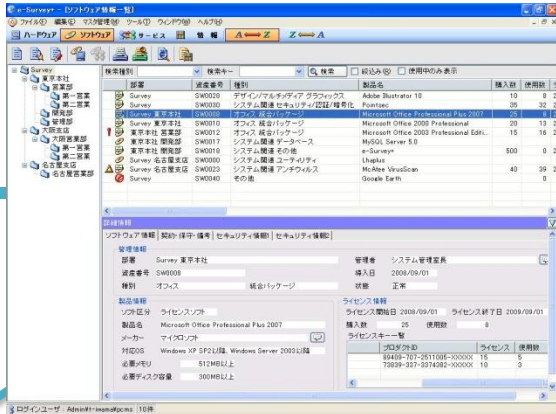 e-Survey+ - [ソフトウェア情報一覧]
ファイル(F) 編集(E) マスタ管理(M) ツール(T) ウィンドウ(W) ヘルプ(H)
ハードウェア ソフトウェア サービス 情 報 A Z Z A
Survey
東京本社
営業部
第一営業
第二営業
開発部
管理部
大阪支店
大阪営業部
第一営業
第二営業
名古屋支店
名古屋営業部
検索種別 検索キー 検索 絞込み(R) 使用中のみ表示
部署 資産番号 種別 製品名 購入数 使用数
Survey SW0028 デザイン/マルチメディア グラフィックス Adobe Illustrator 10 10 8
Survey SW0030 システム関連 セキュリティ/認証/暗号化 Pointsec 35 32
Survey 東京本社 SW0008 オフィス 統合パッケージ Microsoft Office Professional Plus 2007 25 8
Survey 東京本社 SW0010 オフィス 統合パッケージ Microsoft Office 2000 Professional 20 13
東京本社 営業部 SW0012 オフィス 統合パッケージ Microsoft Office 2003 Professional Editi.. 15 16
東京本社 開発部 SW0017 システム関連 データベース MySQL Server 5.0
東京本社 開発部 SW0018 システム関連 その他 e-Survey+ 500 0
Survey 名古屋支店 SW0000 システム関連 ユーティリティ Lhaplus
Survey 名古屋支店 SW0023 システム関連 アンチウィルス McAfee VirusScan 40 39
Survey SW0040 その他 Google Earth 0
詳細情報
ソフトウェア情報 契約・保守・備考 セキュリティ情報1 セキュリティ情報2
管理情報
部署 Survey 東京本社 管理者 システム管理室長
資産番号 SW0008 導入日 2008/09/01
種別 オフィス 統合パッケージ 状態 正常
製品情報 ライセンス情報
ソフト区分 ライセンスソフト ライセンス開始日 2008/09/01 ライセンス終了日 2009/09/01
製品名 Microsoft Office Professional Plus 2007 購入数 25 使用数 8
メーカー マイクロソフト ライセンスキー一覧
対応OS Windows XP SP2以降, Windows Server 2003以降 プロダクトID ライセンス 使用数
必要メモリ 512MB以上 89409-707-2511005-XXXXX 15 5
必要ディスク容量 300MB以上 73839-337-3374382-XXXXX 10 3
10件